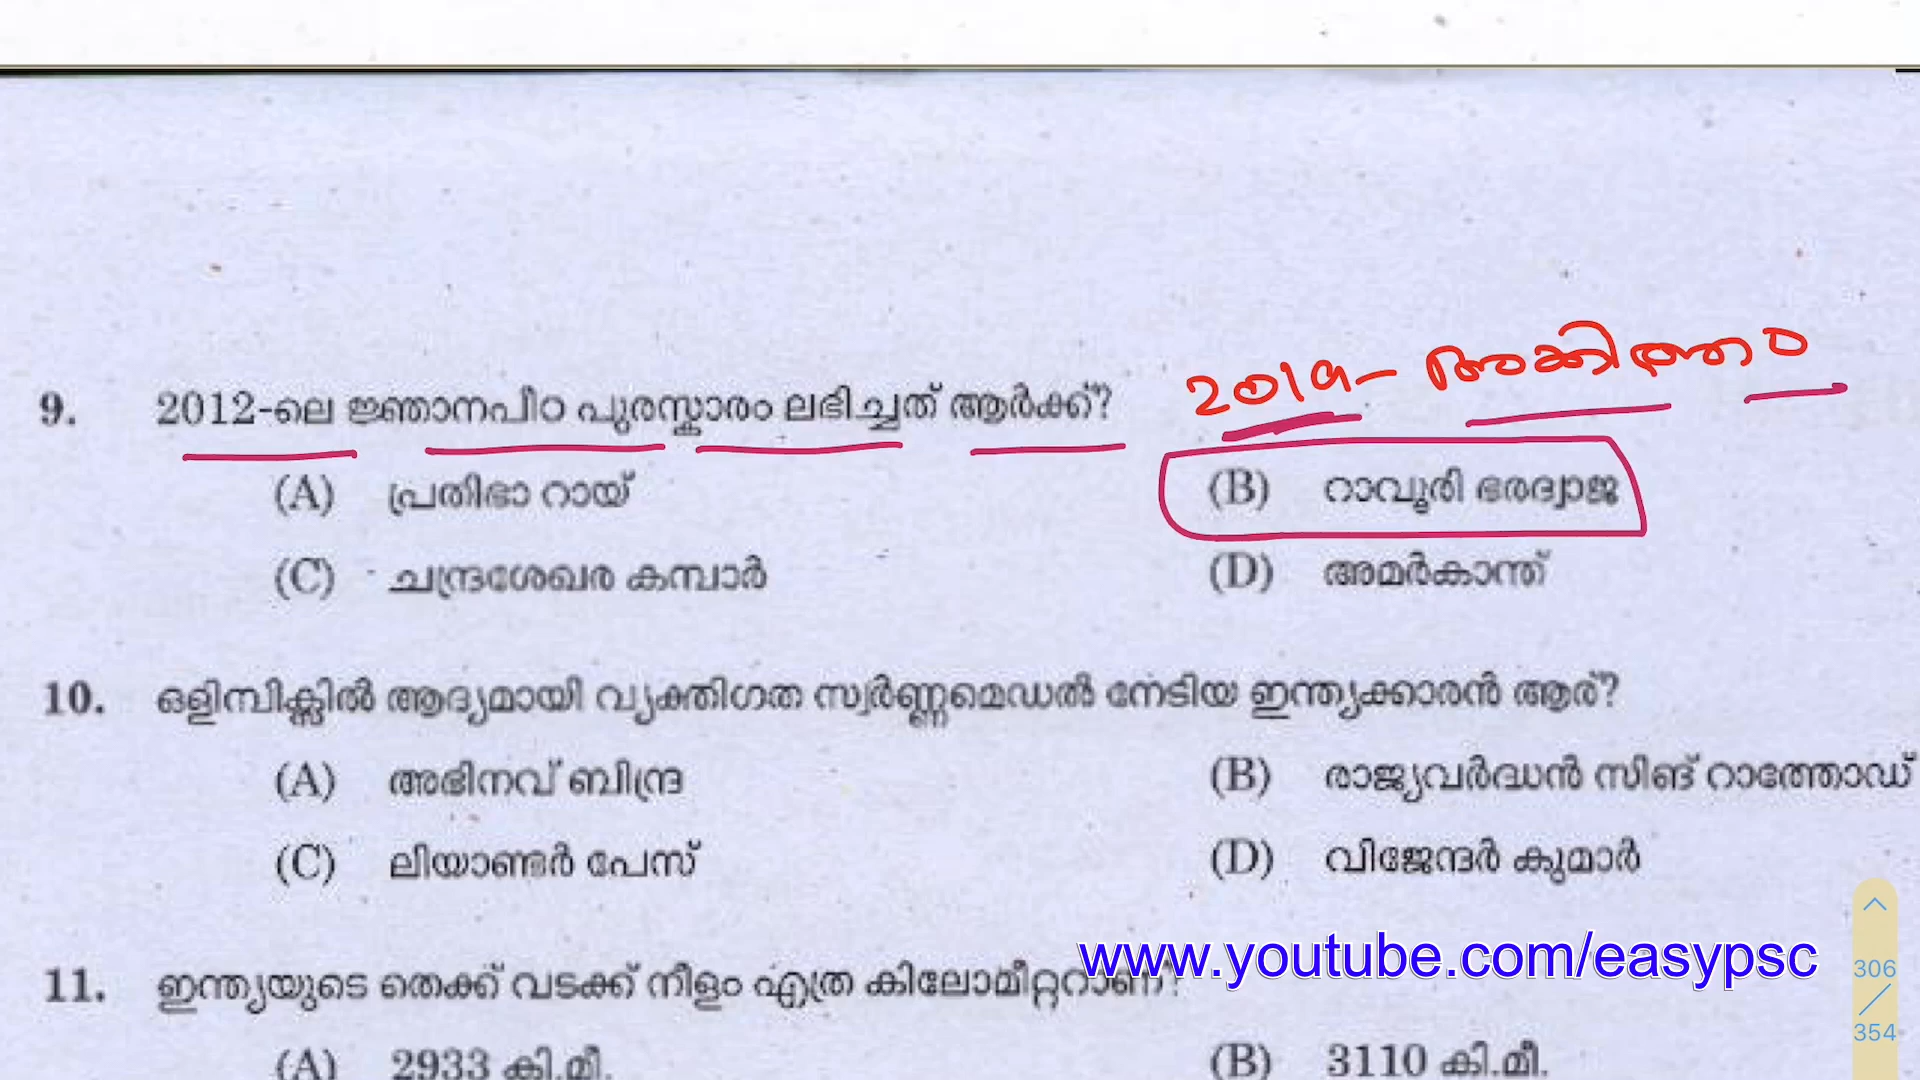 2019 - അക്കിത്തം
9. 2012-ലെ ജ്ഞാനപീഠ പുരസ്കാരം ലഭിച്ചത് ആർക്ക്?
(A) പ്രതിഭാ റായ് (B) റാവൂരി ഭരദ്വാജ
(C) ചന്ദ്രശേഖര കമ്പാർ (D) അമർകാന്ത്
10. ഒളിമ്പിക്സിൽ ആദ്യമായി വ്യക്തിഗത സ്വർണ്ണമെഡൽ നേടിയ ഇന്ത്യക്കാരൻ ആര്?
(A) അഭിനവ് ബിന്ദ്ര (B) രാജ്യവർദ്ധൻ സിങ് റാത്തോഡ്
(C) ലിയാണ്ടർ പേസ് (D) വിജേന്ദർ കുമാർ
www.youtube.com/easypsc
11. ഇന്ത്യയുടെ തെക്ക് വടക്ക് നീളം എത്ര കിലോമീറ്ററാണ്?
(A) 2933 കി.മീ. (B) 3110 കി.മീ.
306
354